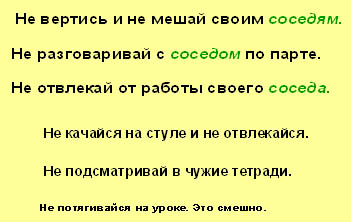 Не вертись и не мешай своим соседям.
Не разговаривай с соседом по парте.
Не отвлекай от работы своего соседа.
Не качайся на стуле и не отвлекайся.
Не подсматривай в чужие тетради.
Не потягивайся на уроке. Это смешно.